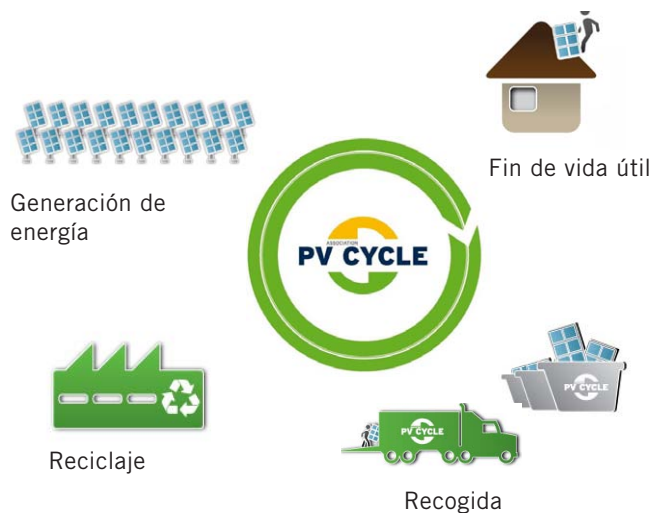 Fin de vida útil
Generación de
energía
ASSOCIATION
PV CYCLE
PV CYCLE
PV CYCLE
Reciclaje
Recogida